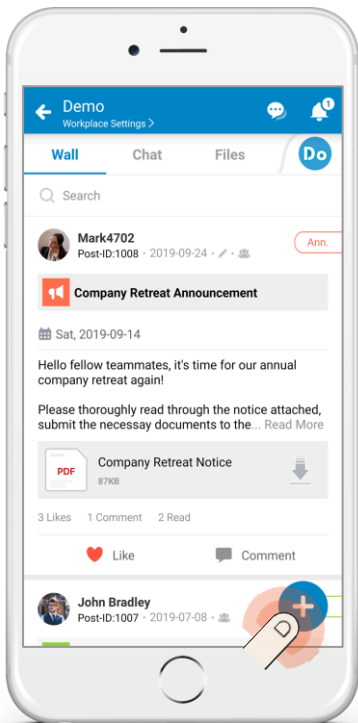 Demo
1
Workplace Settings >
Wall Chat Files Do
Search
Mark4702
Ann.
Post-ID:1008 · 2019-09-24 ·
Company Retreat Announcement
Sat, 2019-09-14
Hello fellow teammates, it's time for our annual
company retreat again!
Please thoroughly read through the notice attached,
submit the necessay documents to the... Read More
PDF
Company Retreat Notice
87KB
3 Likes 1 Comment 2 Read
Like Comment
John Bradley
Post-ID:1007 · 2019-07-08 ·